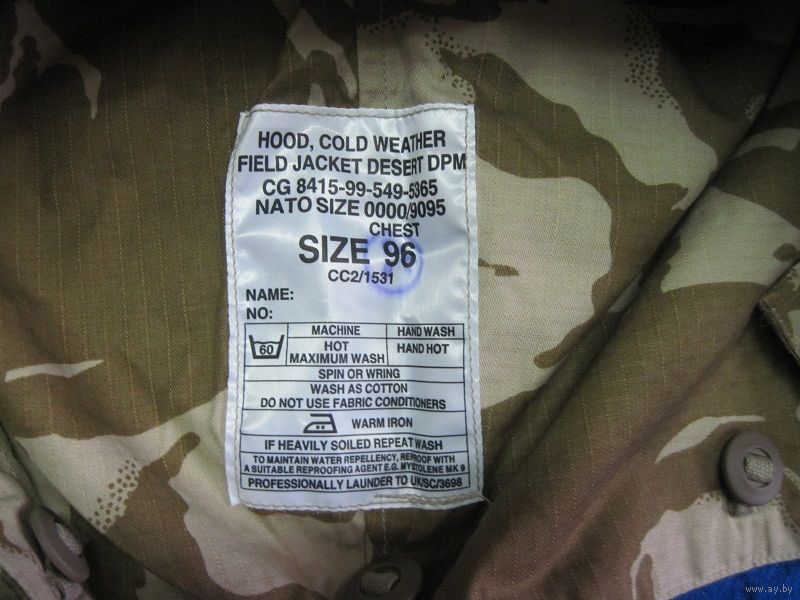 HOOD, COLD WEATHER
FIELD JACKET DESERT DPM
CG 8415-99-549-5365
NATO SIZE 0000/9095
CHEST
SIZE 96
CC2/1531
NAME:
NO:
MACHINE HAND WASH
60 HOT MAXIMUM WASH HAND HOT
SPIN OR WRING
WASH AS COTTON
DO NOT USE FABRIC CONDITIONERS
WARM IRON
IF HEAVILY SOILED REPEAT WASH
TO MAINTAIN WATER REPELLENCY, REPROOF WITH
A SUITABLE REPROOFING AGENT E.G. MYSTOLENE MK 9
PROFESSIONALLY LAUNDER TO UK/SC/3698
www.ay.by